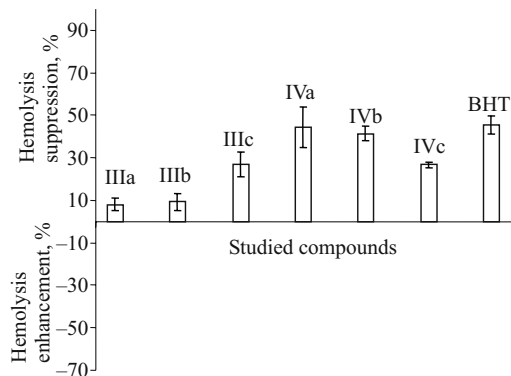 Hemolysis
suppression, %
90
70
50
30
10
–10
–30
–50
–70
Hemolysis
enhancement, %
IIIa
IIIb
IIIc
IVa
IVb
IVc
BHT
Studied compounds